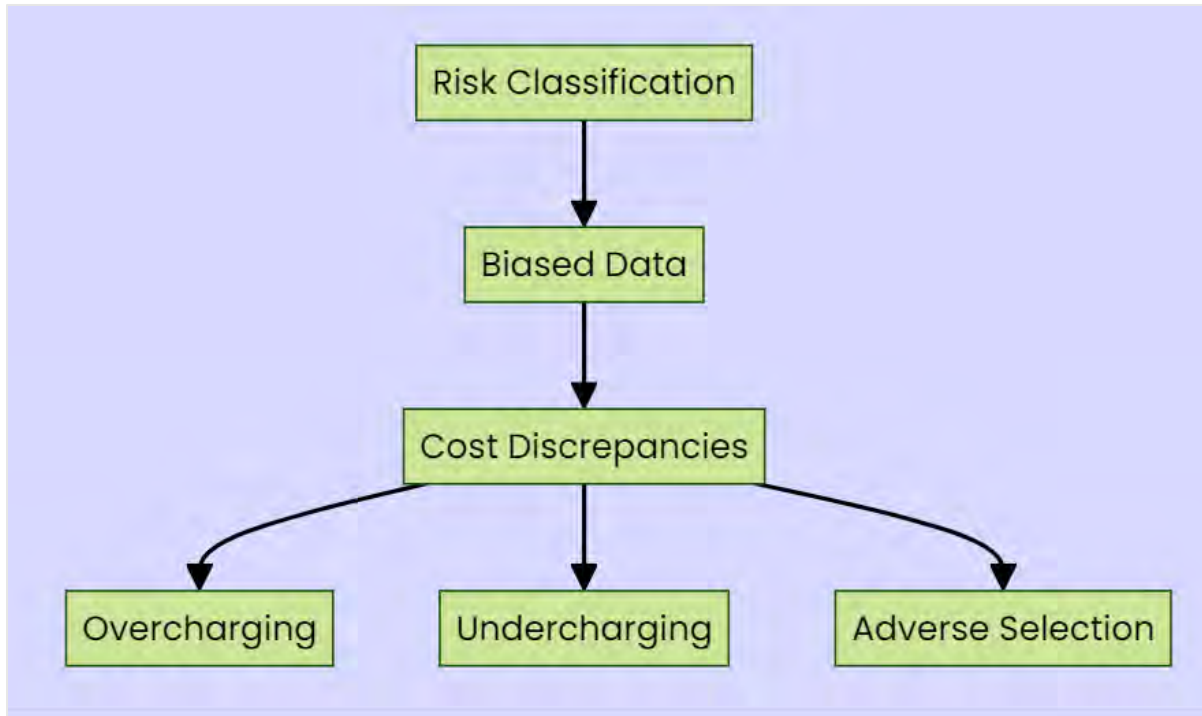 Risk Classification
Biased Data
Cost Discrepancies
Overcharging
Undercharging
Adverse Selection